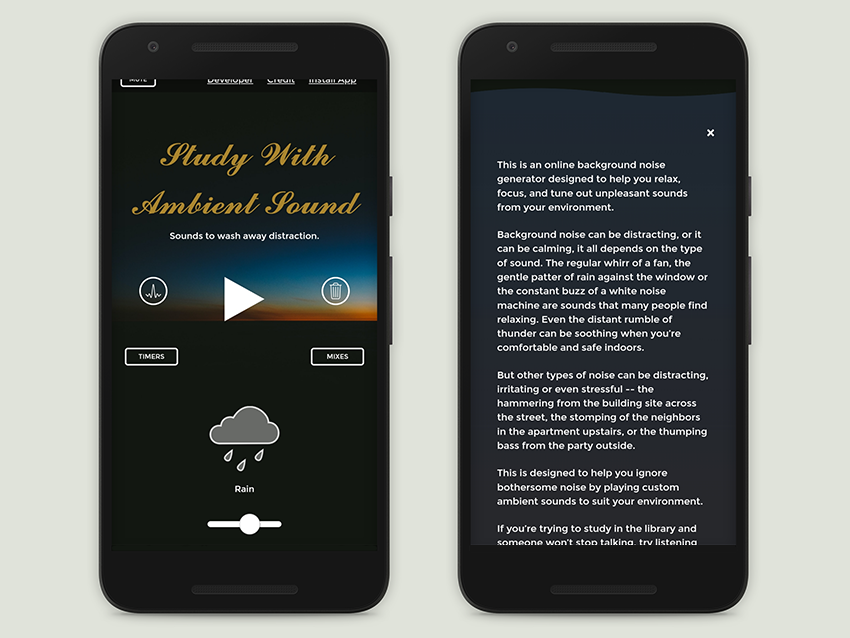 MUTE
Developer Credit Install App
Study With
Ambient Sound
Sounds to wash away distraction.
TIMERS MIXES
Rain
This is an online background noise
generator designed to help you relax,
focus, and tune out unpleasant sounds
from your environment.
Background noise can be distracting, or it
can be calming, it all depends on the type
of sound. The regular whirr of a fan, the
gentle patter of rain against the window or
the constant buzz of a white noise
machine are sounds that many people find
relaxing. Even the distant rumble of
thunder can be soothing when you're
comfortable and safe indoors.
But other types of noise can be distracting,
irritating or even stressful -- the
hammering from the building site across
the street, the stomping of the neighbors
in the apartment upstairs, or the thumping
bass from the party outside.
This is designed to help you ignore
bothersome noise by playing custom
ambient sounds to suit your environment.
If you're trying to study in the library and
someone won't stop talking, try listening